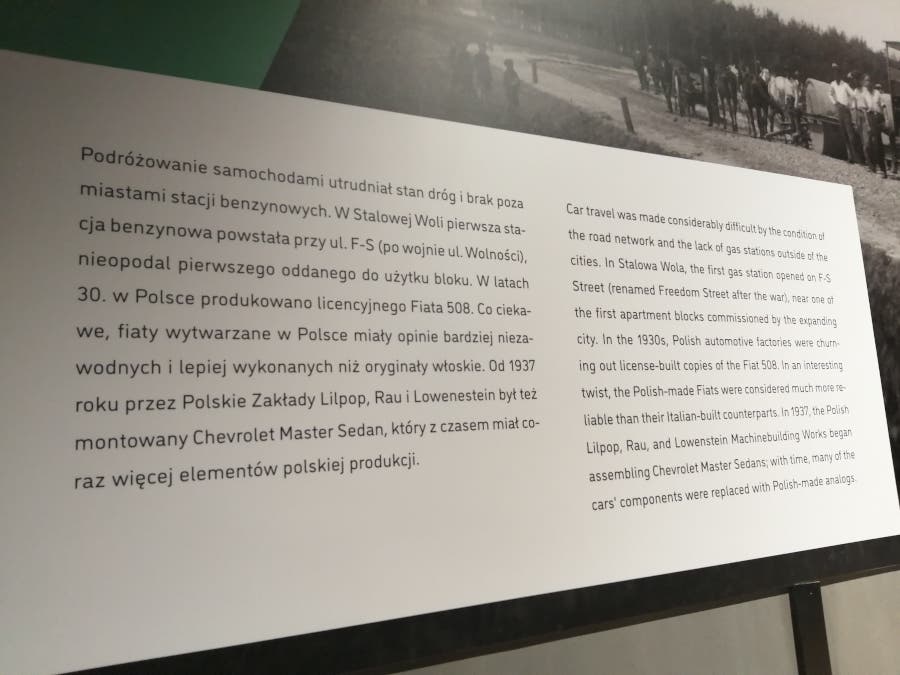 Podróżowanie samochodami utrudniał stan dróg i brak poza
miastami stacji benzynowych. W Stalowej Woli pierwsza sta-
cja benzynowa powstała przy ul. F-S (po wojnie ul. Wolności),
nieopodal pierwszego oddanego do użytku bloku. W latach
30. w Polsce produkowano licencyjnego Fiata 508. Co cieka-
we, fiaty wytwarzane w Polsce miały opinie bardziej nieza-
wodnych i lepiej wykonanych niż oryginały włoskie. Od 1937
roku przez Polskie Zakłady Lilpop, Rau i Lowenestein był też
montowany Chevrolet Master Sedan, który z czasem miał co-
raz więcej elementów polskiej produkcji.
Car travel was made considerably difficult by the condition of
the road network and the lack of gas stations outside of the
cities. In Stalowa Wola, the first gas station opened on F-S
Street (renamed Freedom Street after the war), near one of
the first apartment blocks commissioned by the expanding
city. In the 1930s, Polish automotive factories were churn-
ing out license-built copies of the Fiat 508. In an interesting
twist, the Polish-made Fiats were considered much more re-
liable than their Italian-built counterparts. In 1937, the Polish
Lilpop, Rau, and Lowenstein Machinebuilding Works began
assembling Chevrolet Master Sedans; with time, many of the
cars' components were replaced with Polish-made analogs.